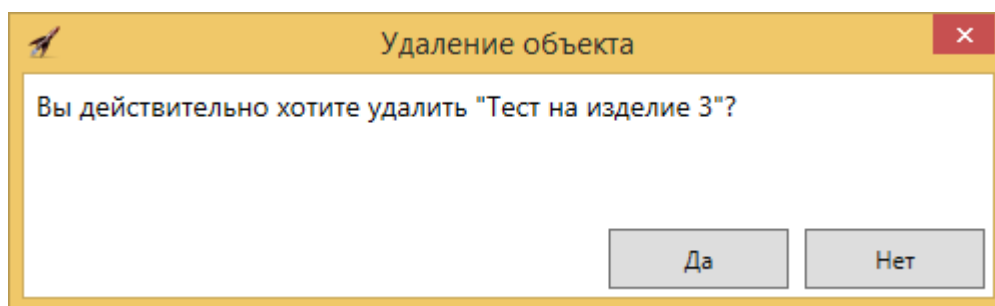 Удаление объекта
Вы действительно хотите удалить "Тест на изделие 3"?
Да
Нет